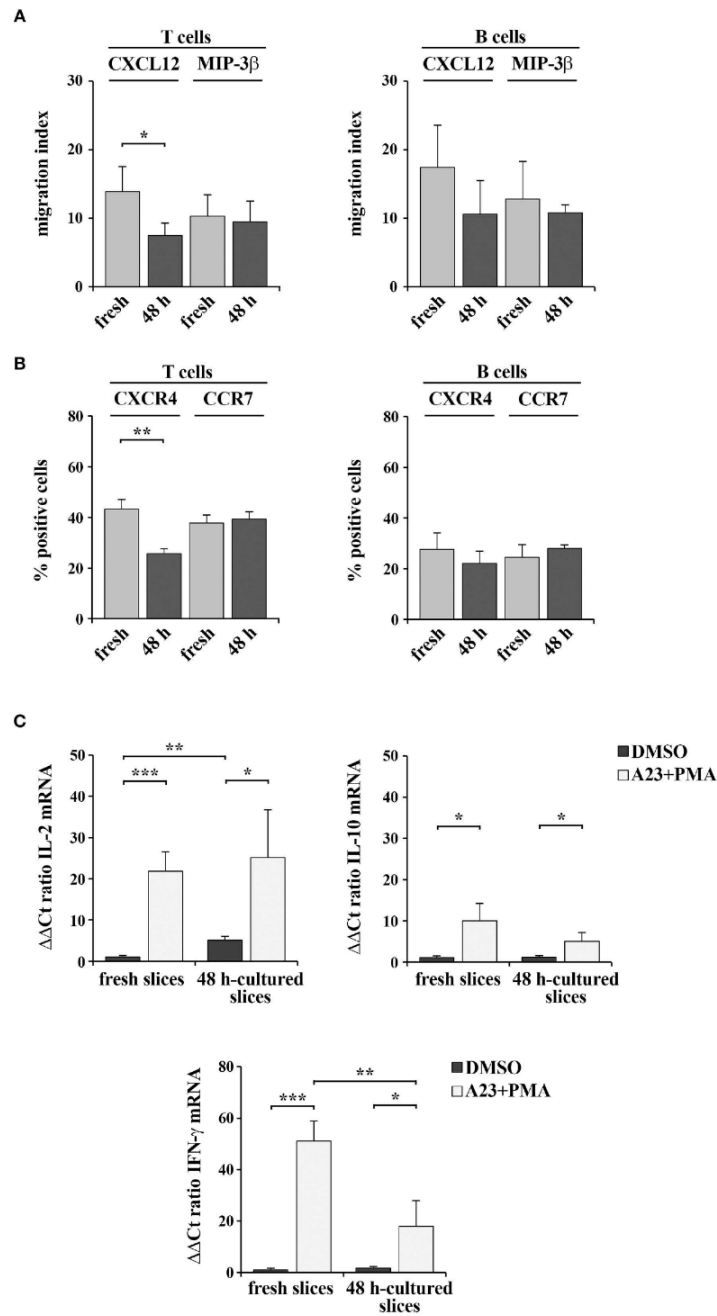 A
T cells
CXCL12 MIP-3β
migration index
30
20
10
0
*
fresh
48 h
fresh
48 h
B cells
CXCL12 MIP-3β
migration index
30
20
10
0
fresh
48 h
fresh
48 h
B
T cells
CXCR4 CCR7
% positive cells
80
60
40
20
0
**
fresh
48 h
fresh
48 h
B cells
CXCR4 CCR7
% positive cells
80
60
40
20
0
fresh
48 h
fresh
48 h
C
ΔΔCt ratio IL-2 mRNA
50
40
30
20
10
0
**
*** *
fresh slices 48 h-cultured
slices
ΔΔCt ratio IL-10 mRNA
50
40
30
20
10
0
* *
fresh slices 48 h-cultured
slices
DMSO
A23+PMA
ΔΔCt ratio IFN-γ mRNA
80
60
40
20
0
**
*** *
fresh slices 48 h-cultured
slices
DMSO
A23+PMA